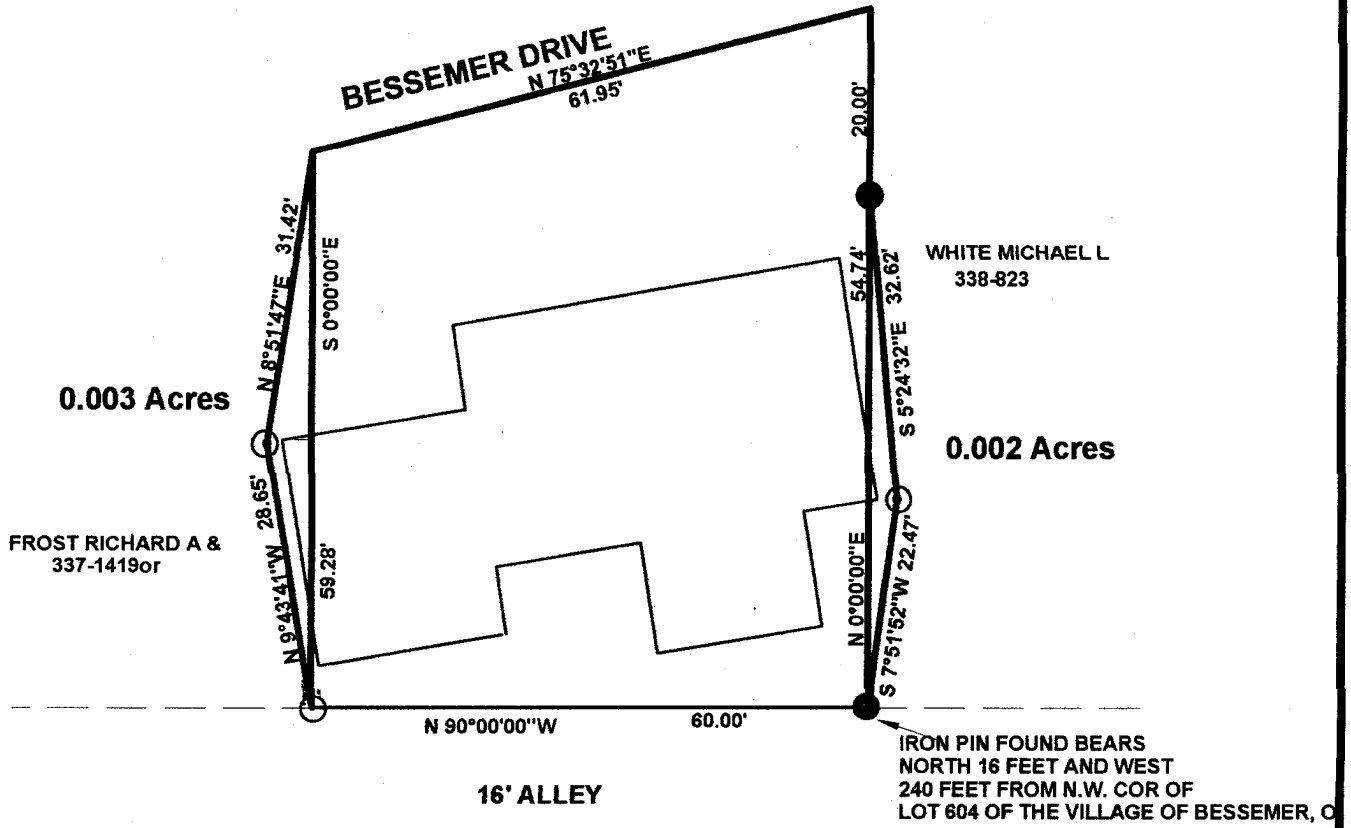 BESSEMER DRIVE
N 75°32'51"E
61.95'
20.00'
N 8°51'47"E 31.42'
S 0°00'00"E
54.74'
S 5°24'32"E 32.62'
WHITE MICHAEL L
338-823
0.003 Acres
0.002 Acres
N 9°43'41"W 28.65'
FROST RICHARD A &
337-1419or
59.28'
N 0°00'00"E
S 7°51'52"W 22.47'
N 90°00'00"W
60.00'
16' ALLEY
IRON PIN FOUND BEARS
NORTH 16 FEET AND WEST
240 FEET FROM N.W. COR OF
LOT 604 OF THE VILLAGE OF BESSEMER, O